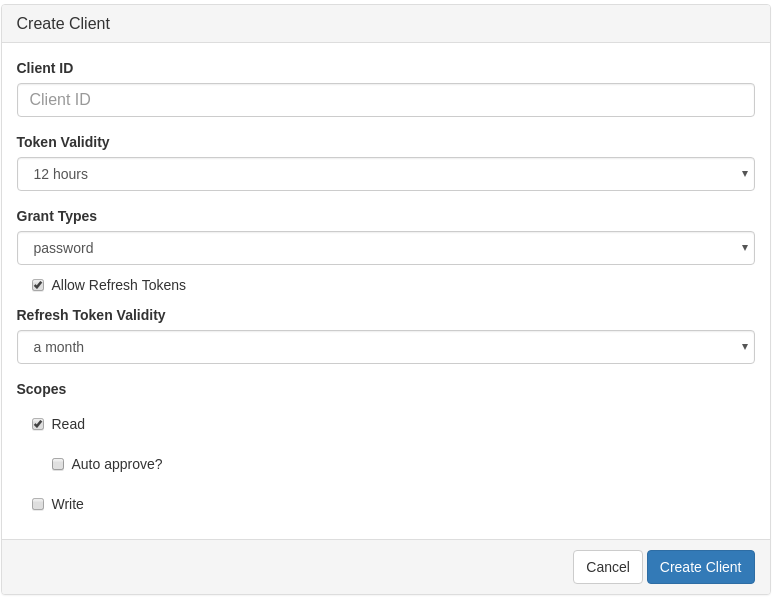 Create Client
Client ID
Client ID
Token Validity
12 hours
Grant Types
password
Allow Refresh Tokens
Refresh Token Validity
a month
Scopes
Read
Auto approve?
Write
Cancel Create Client